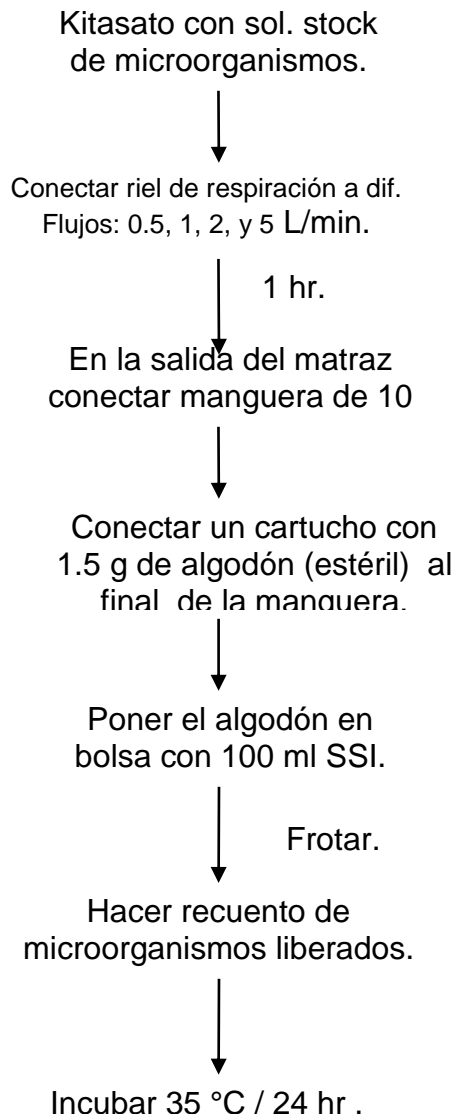 Kitasato con sol. stock
de microorganismos.
Conectar riel de respiración a dif.
Flujos: 0.5, 1, 2, y 5 L/min.
1 hr.
En la salida del matraz
conectar manguera de 10
Conectar un cartucho con
1.5 g de algodón (estéril) al
final de la manguera.
Poner el algodón en
bolsa con 100 ml SSI.
Frotar.
Hacer recuento de
microorganismos liberados.
Incubar 35 °C / 24 hr .